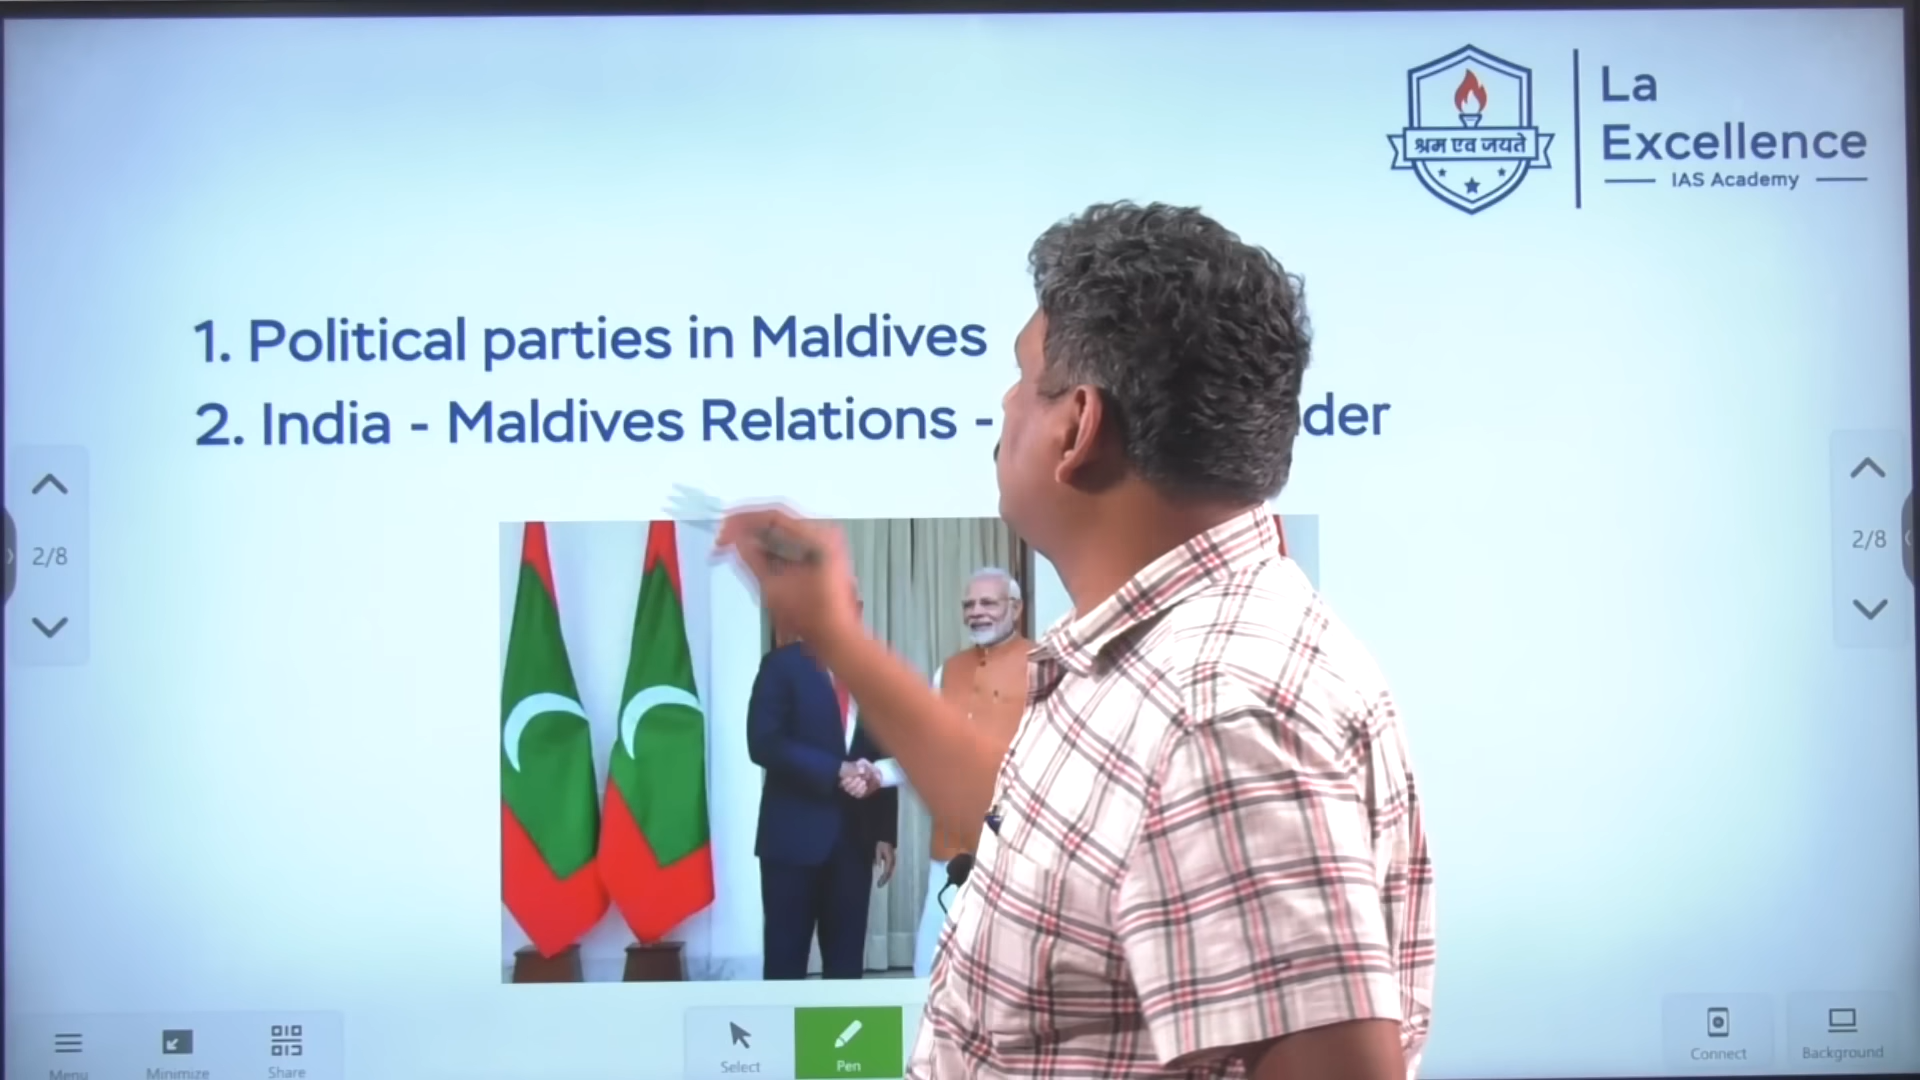 श्रम एव जयते
La
Excellence
IAS Academy
1. Political parties in Maldives
2. India - Maldives Relations -
2/8
2/8
Menu
Minimize
Share
Select
Pen
Connect
Background